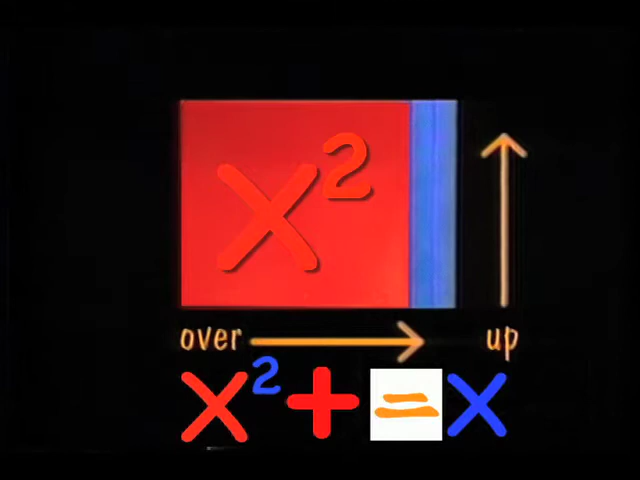 x²
over up
x² + = x